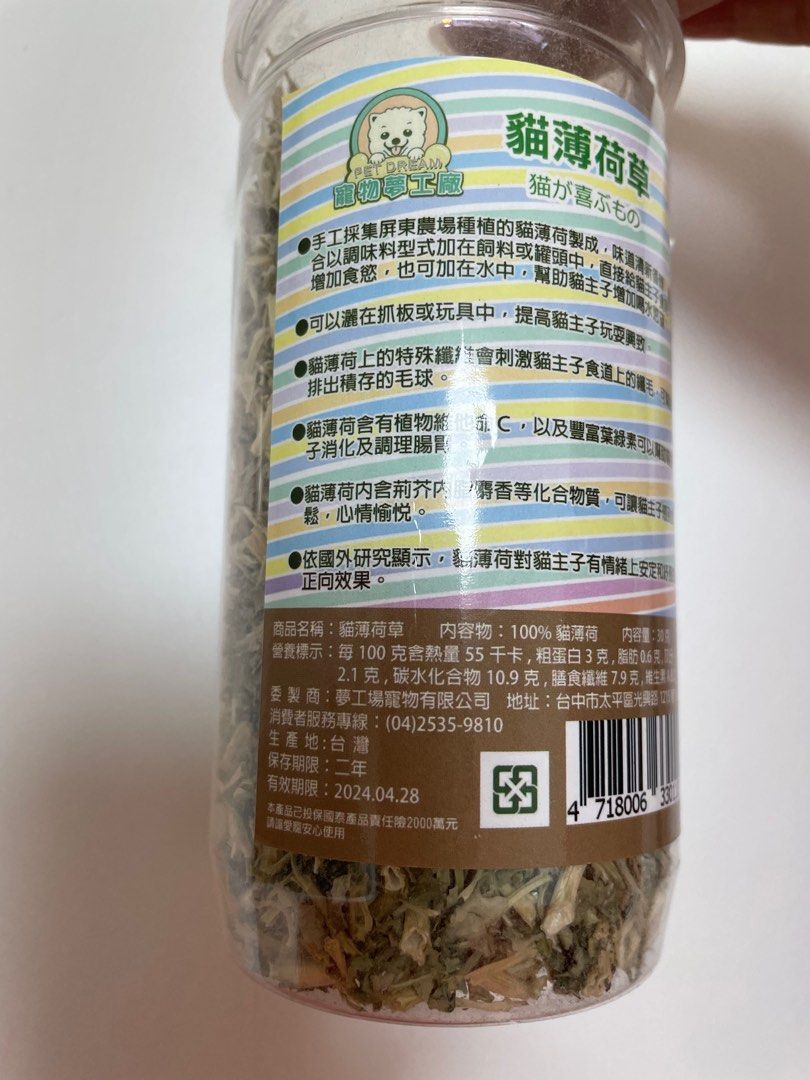 PET DREAM
寵物夢工廠
貓薄荷草
猫が喜ぶもの
●手工採集屏東農場種植的貓薄荷製成，味道清新
合以調味料型式加在飼料或罐頭中，直接給貓主子
增加食慾，也可加在水中，幫助貓主子增加喝水
●可以灑在抓板或玩具中，提高貓主子玩耍興致。
●貓薄荷上的特殊纖維會刺激貓主子食道上的纖毛，
排出積存的毛球。
●貓薄荷含有植物維他命C，以及豐富葉綠素可以
子消化及調理腸胃
●貓薄荷內含荊芥內酯 麝香等化合物質，可讓貓主子
鬆，心情愉悅。
●依國外研究顯示，貓薄荷對貓主子有情緒上安定和
正向效果。
商品名稱：貓薄荷草 內容物：100% 貓薄荷 內容量：30
營養標示：每 100 克含熱量 55 千卡，粗蛋白 3 克，脂肪 0.6 克，
2.1 克，碳水化合物 10.9 克，膳食纖維 7.9 克，維生素
委 製 商：夢工場寵物有限公司 地址：台中市太平區光興路
消費者服務專線：(04)2535-9810
生 產 地：台 灣
保存期限：二年
有效期限：2024.04.28
本產品已投保國泰產品責任險2000萬元
請讓愛寵安心使用
4 718006